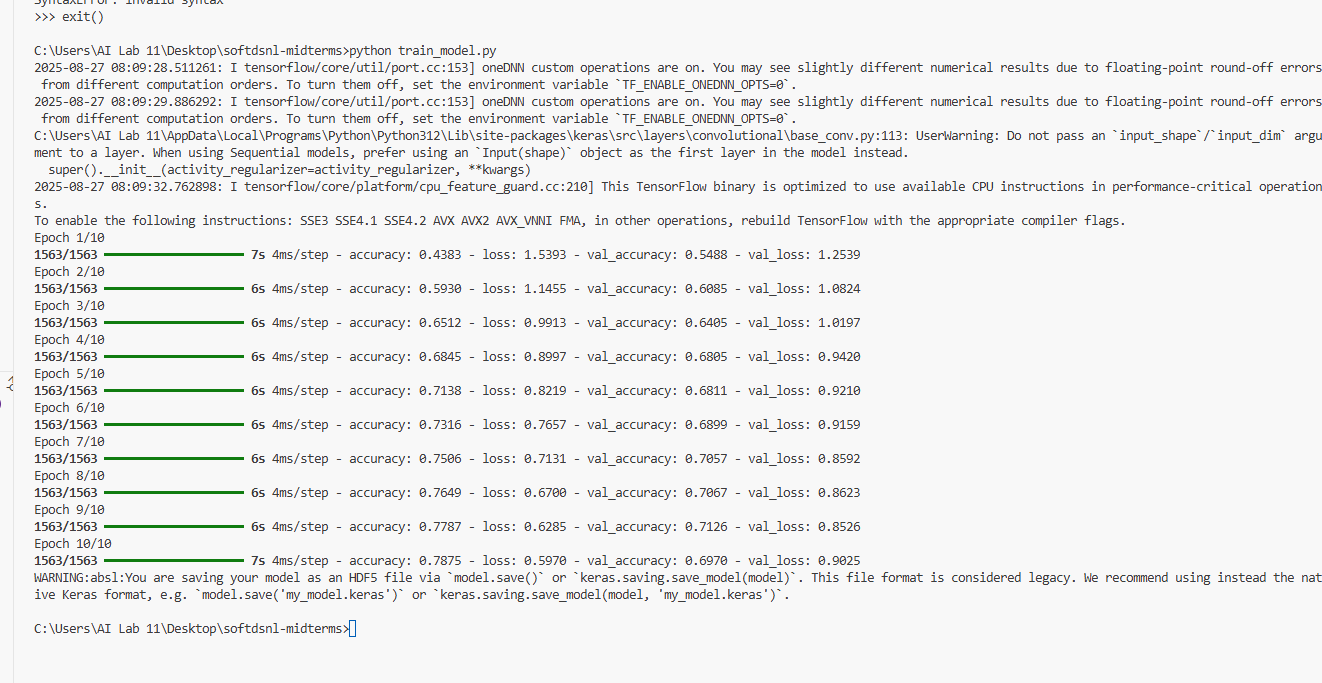 SyntaxError: invalid syntax
>>> exit()
C:\Users\AI Lab 11\Desktop\softdsnl-midterms>python train_model.py
2025-08-27 08:09:28.511261: I tensorflow/core/util/port.cc:153] oneDNN custom operations are on. You may see slightly different numerical results due to floating-point round-off errors
from different computation orders. To turn them off, set the environment variable `TF_ENABLE_ONEDNN_OPTS=0`.
2025-08-27 08:09:29.886292: I tensorflow/core/util/port.cc:153] oneDNN custom operations are on. You may see slightly different numerical results due to floating-point round-off errors
from different computation orders. To turn them off, set the environment variable `TF_ENABLE_ONEDNN_OPTS=0`.
C:\Users\AI Lab 11\AppData\Local\Programs\Python\Python312\Lib\site-packages\keras\src\layers\convolutional\base_conv.py:113: UserWarning: Do not pass an `input_shape`/`input_dim` argu
ment to a layer. When using Sequential models, prefer using an `Input(shape)` object as the first layer in the model instead.
super().__init__(activity_regularizer=activity_regularizer, **kwargs)
2025-08-27 08:09:32.762898: I tensorflow/core/platform/cpu_feature_guard.cc:210] This TensorFlow binary is optimized to use available CPU instructions in performance-critical operation
s.
To enable the following instructions: SSE3 SSE4.1 SSE4.2 AVX AVX2 AVX_VNNI FMA, in other operations, rebuild TensorFlow with the appropriate compiler flags.
Epoch 1/10
1563/1563 7s 4ms/step - accuracy: 0.4383 - loss: 1.5393 - val_accuracy: 0.5488 - val_loss: 1.2539
Epoch 2/10
1563/1563 6s 4ms/step - accuracy: 0.5930 - loss: 1.1455 - val_accuracy: 0.6085 - val_loss: 1.0824
Epoch 3/10
1563/1563 6s 4ms/step - accuracy: 0.6512 - loss: 0.9913 - val_accuracy: 0.6405 - val_loss: 1.0197
Epoch 4/10
1563/1563 6s 4ms/step - accuracy: 0.6845 - loss: 0.8997 - val_accuracy: 0.6805 - val_loss: 0.9420
Epoch 5/10
1563/1563 6s 4ms/step - accuracy: 0.7138 - loss: 0.8219 - val_accuracy: 0.6811 - val_loss: 0.9210
Epoch 6/10
1563/1563 6s 4ms/step - accuracy: 0.7316 - loss: 0.7657 - val_accuracy: 0.6899 - val_loss: 0.9159
Epoch 7/10
1563/1563 6s 4ms/step - accuracy: 0.7506 - loss: 0.7131 - val_accuracy: 0.7057 - val_loss: 0.8592
Epoch 8/10
1563/1563 6s 4ms/step - accuracy: 0.7649 - loss: 0.6700 - val_accuracy: 0.7067 - val_loss: 0.8623
Epoch 9/10
1563/1563 6s 4ms/step - accuracy: 0.7787 - loss: 0.6285 - val_accuracy: 0.7126 - val_loss: 0.8526
Epoch 10/10
1563/1563 7s 4ms/step - accuracy: 0.7875 - loss: 0.5970 - val_accuracy: 0.6970 - val_loss: 0.9025
WARNING:absl:You are saving your model as an HDF5 file via `model.save()` or `keras.saving.save_model(model)`. This file format is considered legacy. We recommend using instead the nat
ive Keras format, e.g. `model.save('my_model.keras')` or `keras.saving.save_model(model, 'my_model.keras')`.
C:\Users\AI Lab 11\Desktop\softdsnl-midterms>